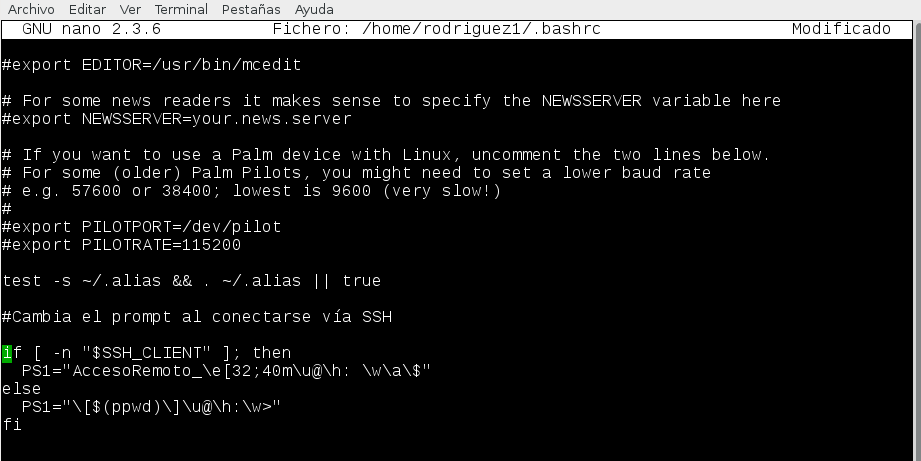 Archivo Editar Ver Terminal Pestañas Ayuda
GNU nano 2.3.6 Fichero: /home/rodriguez1/.bashrc Modificado
#export EDITOR=/usr/bin/mcedit
# For some news readers it makes sense to specify the NEWSSERVER variable here
#export NEWSSERVER=your.news.server
# If you want to use a Palm device with Linux, uncomment the two lines below.
# For some (older) Palm Pilots, you might need to set a lower baud rate
# e.g. 57600 or 38400; lowest is 9600 (very slow!)
#
#export PILOTPORT=/dev/pilot
#export PILOTRATE=115200
test -s ~/.alias && . ~/.alias || true
#Cambia el prompt al conectarse vía SSH
if [ -n "$SSH_CLIENT" ]; then
PS1="AccesoRemoto_\e[32;40m\u@\h: \w\a\$"
else
PS1="\[$(ppwd)\]\u@\h:\w>"
fi